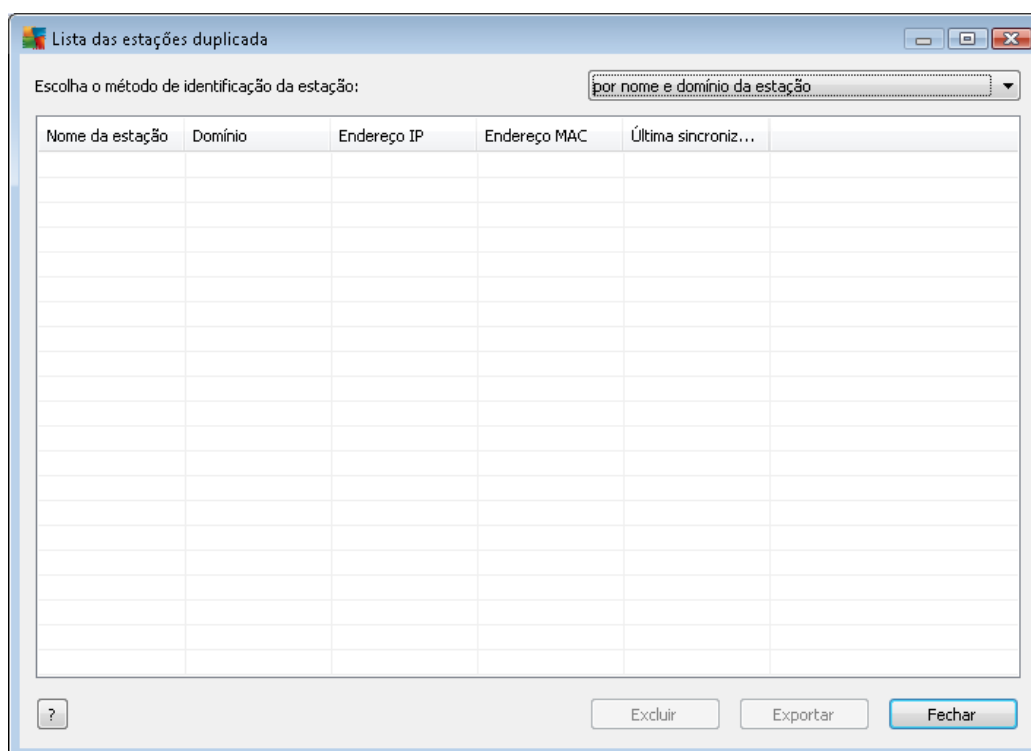 Lista das estações duplicada
Escolha o método de identificação da estação: por nome e domínio da estação
Nome da estação Domínio Endereço IP Endereço MAC Última sincroniz...
? Excluir Exportar Fechar